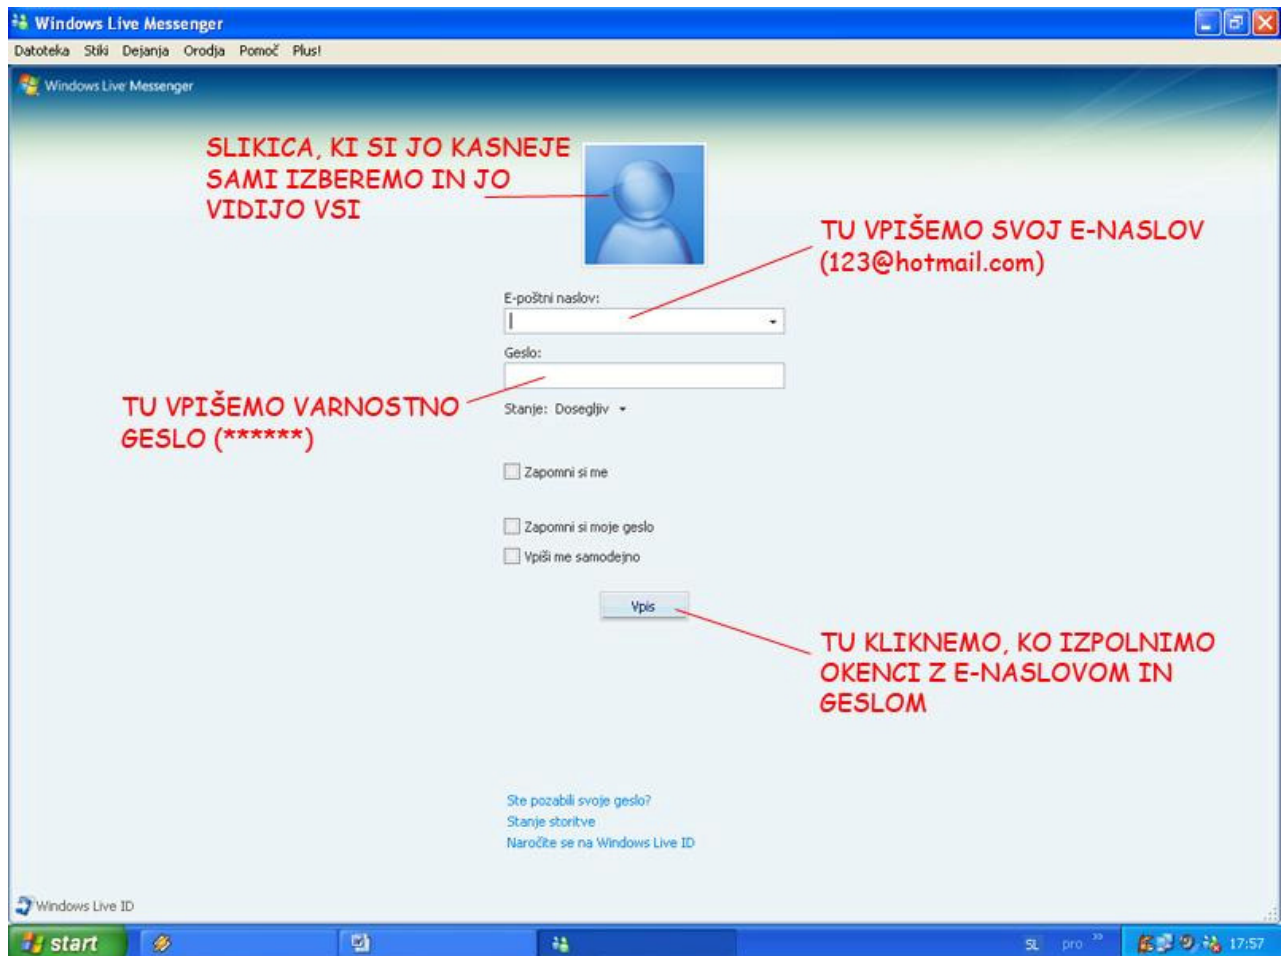 Windows Live Messenger
Datoteka Stiki Dejanja Orodja Pomoč Plus!
Windows Live Messenger
SLIKICA, KI SI JO KASNEJE
SAMI IZBEREMO IN JO
VIDIJO VSI
TU VPIŠEMO SVOJ E-NASLOV
(123@hotmail.com)
E-poštni naslov:
Geslo:
TU VPIŠEMO VARNOSTNO
GESLO (******)
Stanje: Dosegljiv
Zapomni si me
Zapomni si moje geslo
Vpiši me samodejno
Vpis
TU KLIKNEMO, KO IZPOLNIMO
OKENCI Z E-NASLOVOM IN
GESLOM
Ste pozabili svoje geslo?
Stanje storitve
Naročite se na Windows Live ID
Windows Live ID
start SL pro » 17:57